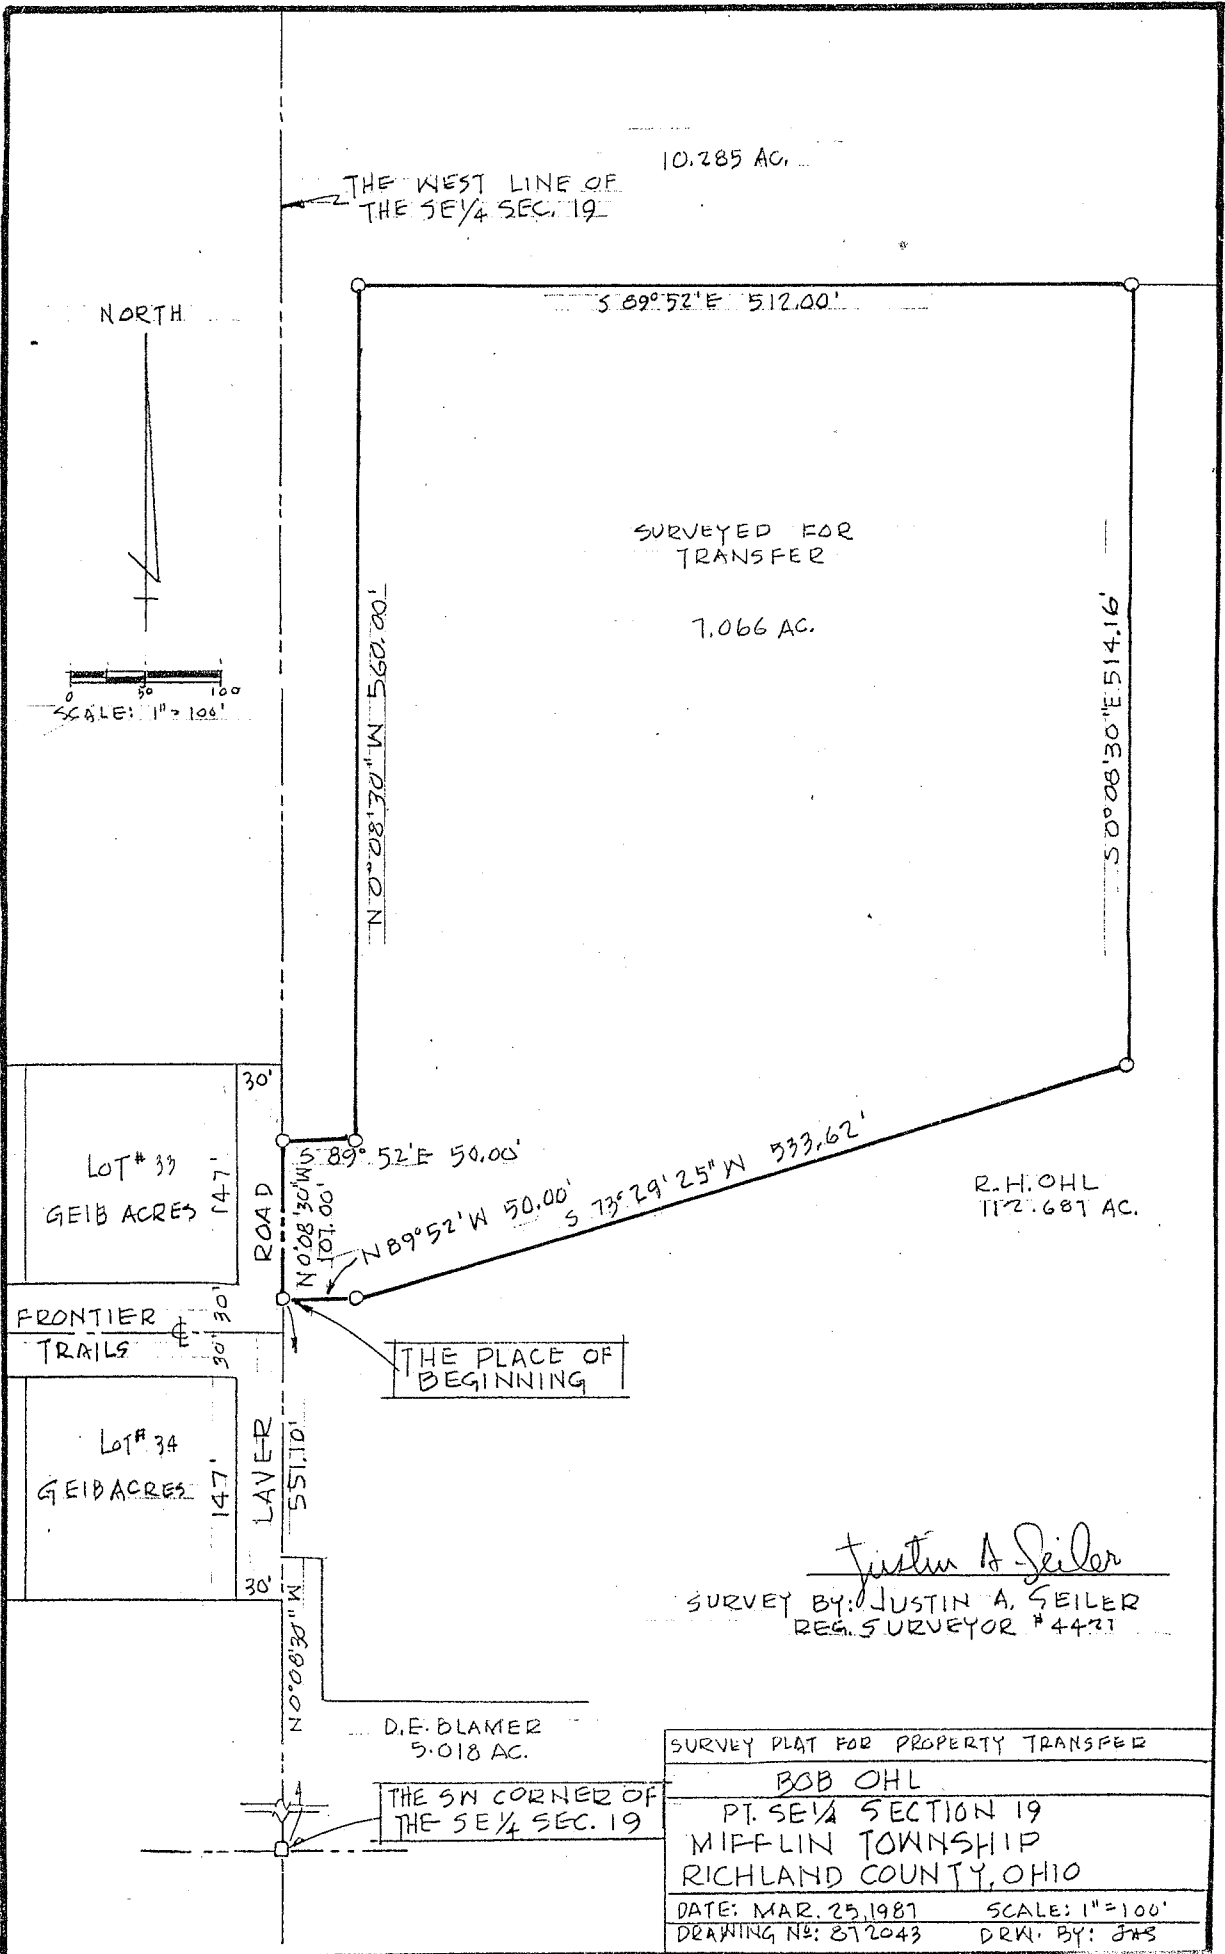 10.285 AC.
THE WEST LINE OF
THE SE1/4 SEC. 19
NORTH
S 89°52'E 512.00'
SURVEYED FOR
TRANSFER
7.066 AC.
N 0°08'30"W 560.00'
S 0°08'30"E 514.16'
0 50 100
SCALE: 1"=100'
30'
LOT # 33
GEIB ACRES
147'
ROAD
S 89°52'E 50.00'
N 0°08'30"W
107.00'
N 89°52'W 50.00'
S 73°29'25"W 533.62'
R.H. OHL
112.687 AC.
FRONTIER
TRAILS
℄
30'
30'
THE PLACE OF
BEGINNING
LOT # 34
GEIB ACRES
147'
LAVER
551.10'
30'
N 0°08'30"W
Justin A Seiler
SURVEY BY: JUSTIN A. SEILER
REG. SURVEYOR # 4471
D.E. BLAMER
5.018 AC.
THE SW CORNER OF
THE SE 1/4 SEC. 19
SURVEY PLAT FOR PROPERTY TRANSFER
BOB OHL
PT. SE1/4 SECTION 19
MIFFLIN TOWNSHIP
RICHLAND COUNTY, OHIO
DATE: MAR. 25, 1987 SCALE: 1"=100'
DRAWING №: 872043 DRW. BY: JAS